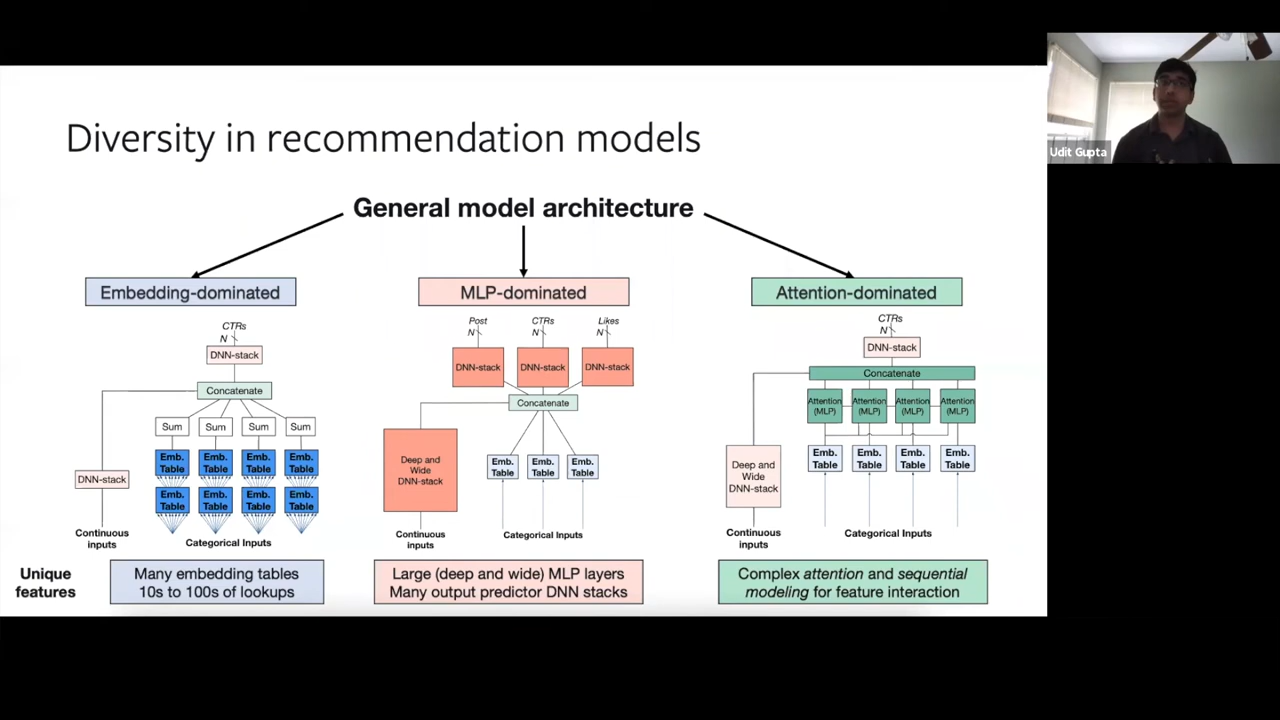 Diversity in recommendation models
Udit Gupta
General model architecture
Embedding-dominated
CTRs
N
DNN-stack
Concatenate
Sum Sum Sum Sum
Emb. Emb. Emb. Emb.
Table Table Table Table
DNN-stack
Emb. Emb. Emb. Emb.
Table Table Table Table
Continuous
inputs
Categorical Inputs
MLP-dominated
Post CTRs Likes
N N N
DNN-stack DNN-stack DNN-stack
Concatenate
Deep and
Wide
DNN-stack
Emb. Emb. Emb.
Table Table Table
Continuous
inputs
Categorical Inputs
Attention-dominated
CTRs
N
DNN-stack
Concatenate
Attention Attention Attention Attention
(MLP) (MLP) (MLP) (MLP)
Emb. Emb. Emb. Emb.
Table Table Table Table
Deep and
Wide
DNN-stack
Continuous
inputs
Categorical Inputs
Unique
features
Many embedding tables
10s to 100s of lookups
Large (deep and wide) MLP layers
Many output predictor DNN stacks
Complex attention and sequential
modeling for feature interaction